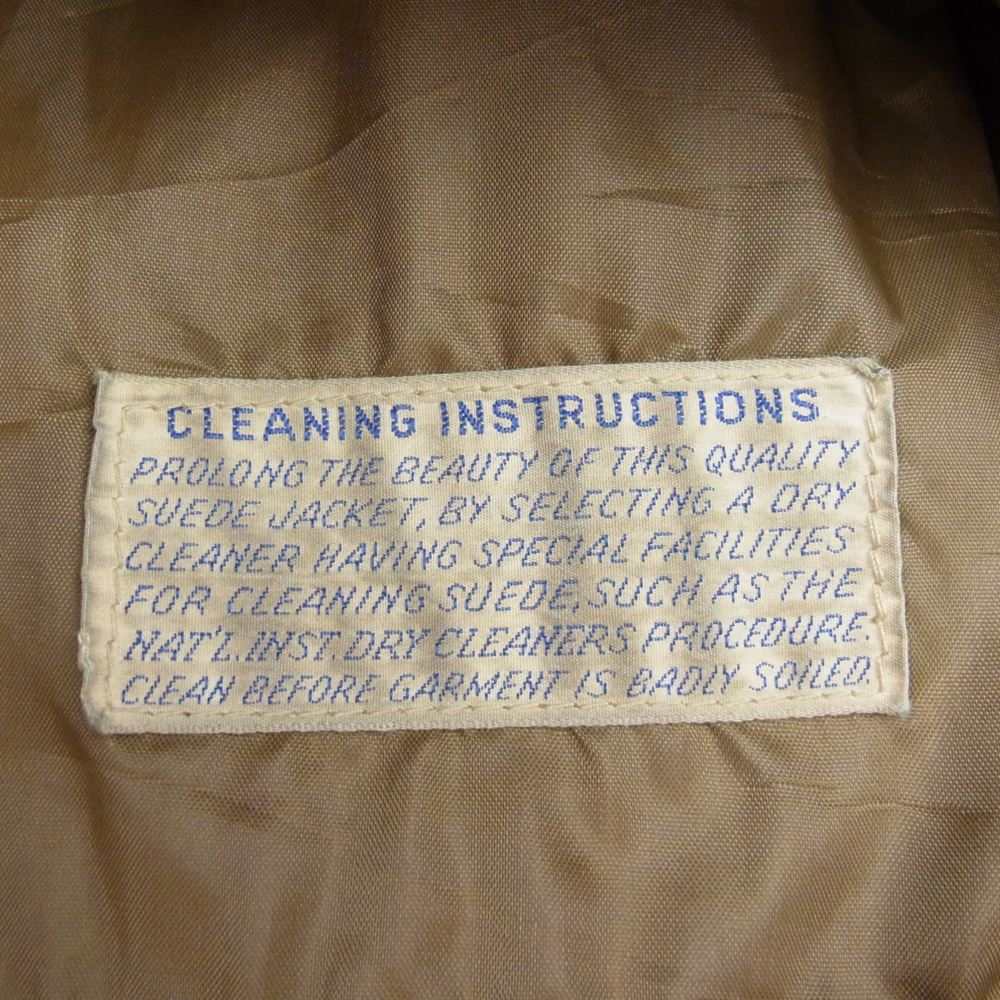 CLEANING INSTRUCTIONS
PROLONG THE BEAUTY OF THIS QUALITY
SUEDE JACKET, BY SELECTING A DRY
CLEANER HAVING SPECIAL FACILITIES
FOR CLEANING SUEDE, SUCH AS THE
NAT'L. INST. DRY CLEANERS PROCEDURE.
CLEAN BEFORE GARMENT IS BADLY SOILED.